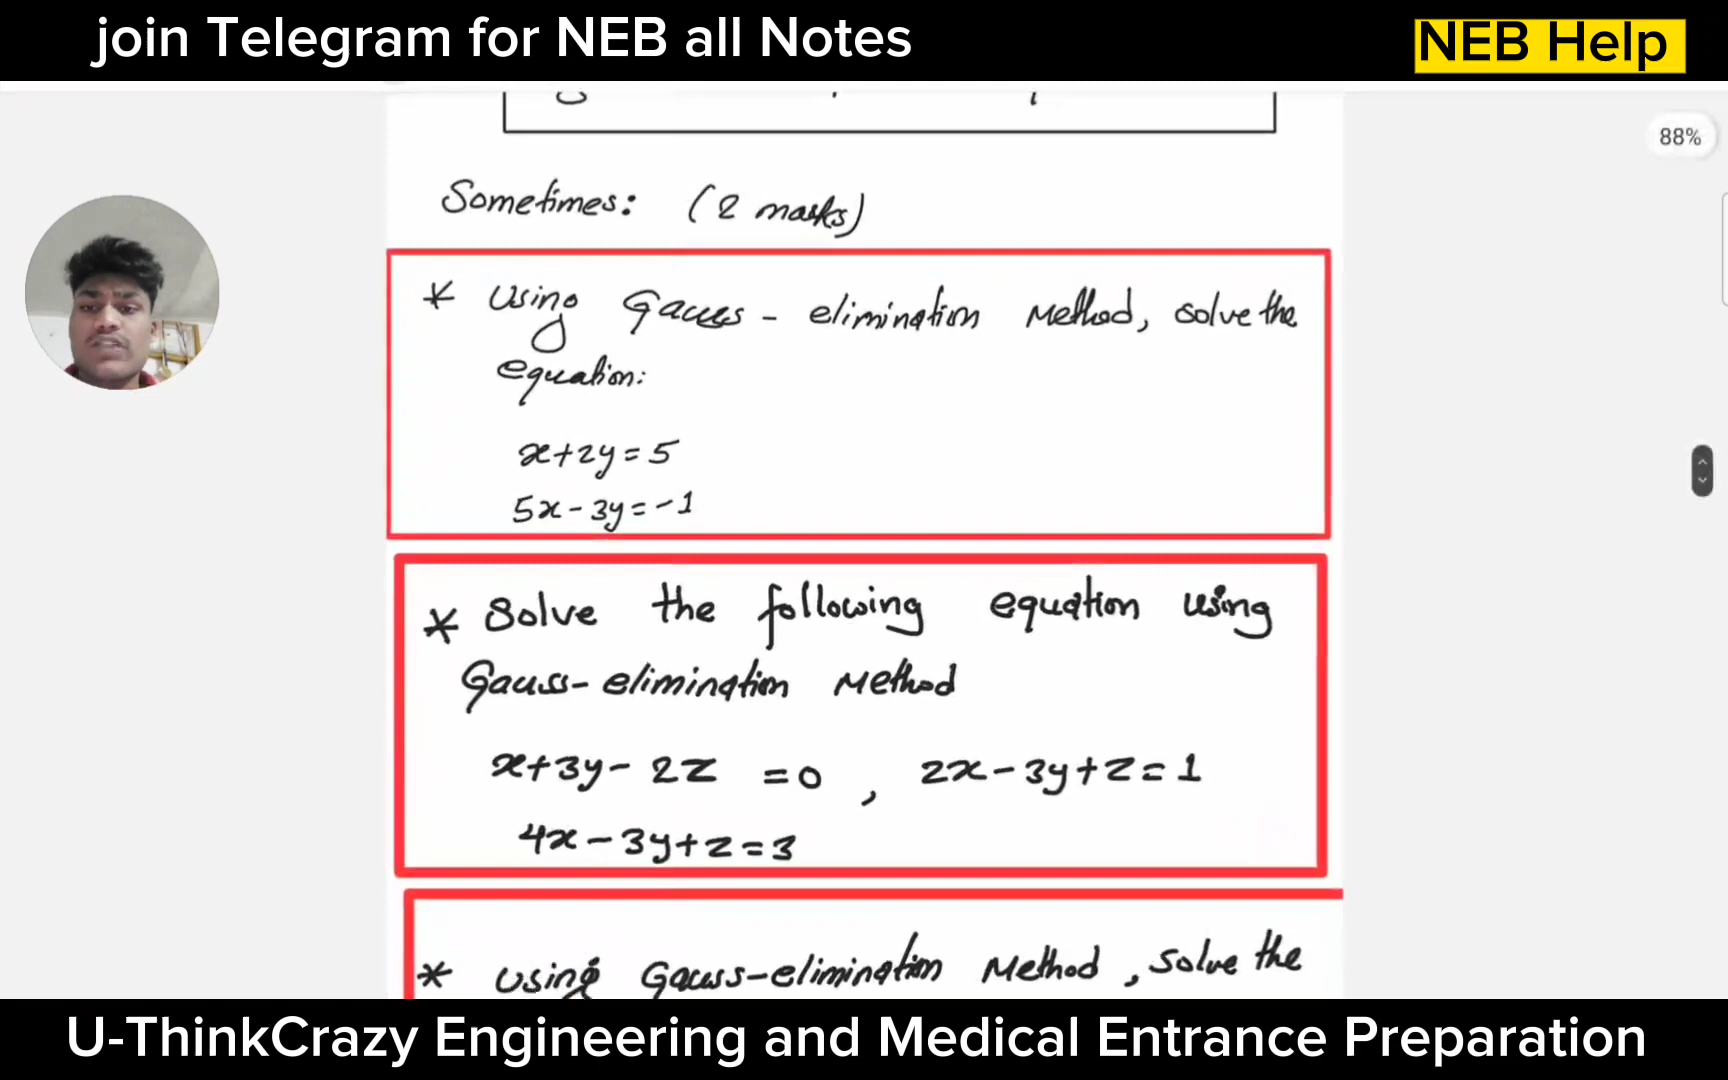 join Telegram for NEB all Notes
NEB Help
88%
Sometimes: (2 marks)
* Using Gauss - elimination Method, solve the
equation:
x+2y=5
5x-3y=-1
* Solve the following equation using
Gauss-elimination Method
x+3y-2z =0, 2x-3y+z=1
4x-3y+z=3
* Using Gauss-elimination Method, solve the
U-ThinkCrazy Engineering and Medical Entrance Preparation